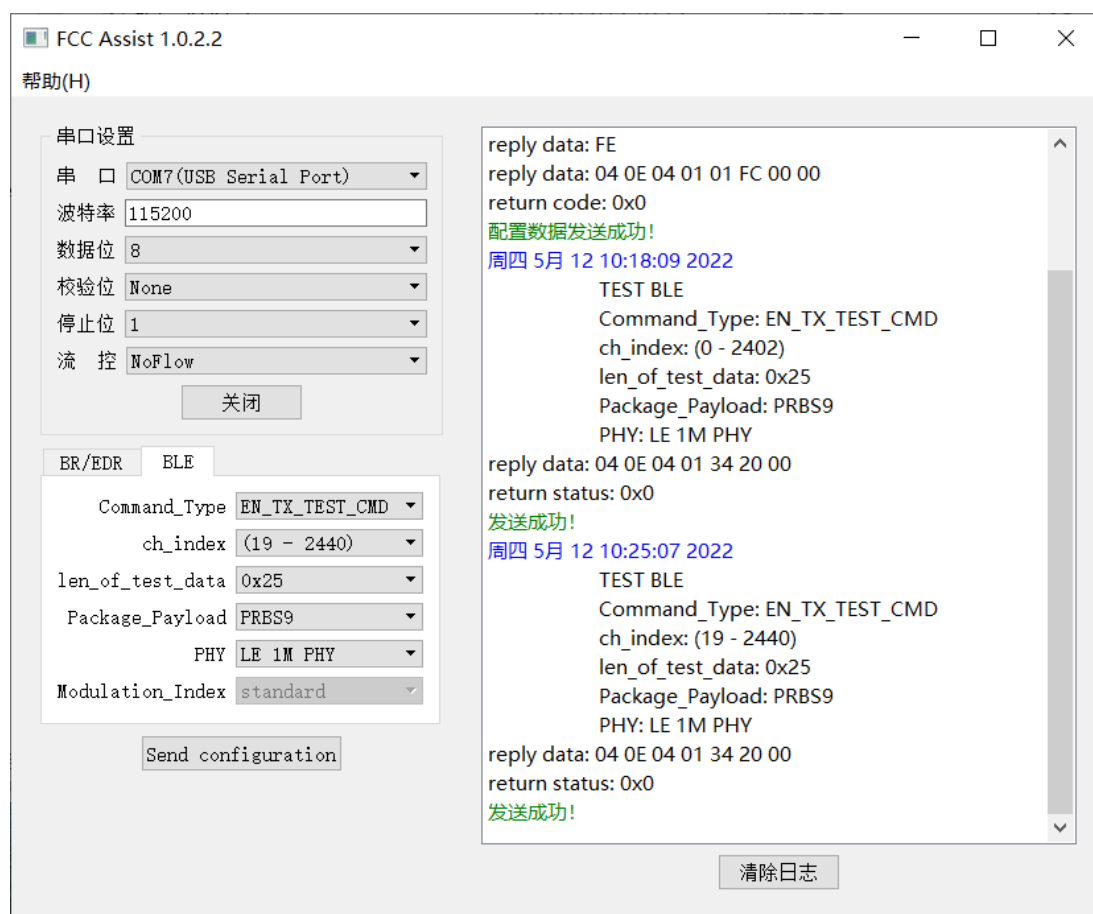 FCC Assist 1.0.2.2
帮助(H)
串口设置
串 口 COM7(USB Serial Port)
波特率 115200
数据位 8
校验位 None
停止位 1
流 控 NoFlow
关闭
BR/EDR BLE
Command_Type EN_TX_TEST_CMD
ch_index (19 - 2440)
len_of_test_data 0x25
Package_Payload PRBS9
PHY LE 1M PHY
Modulation_Index standard
Send configuration
reply data: FE
reply data: 04 0E 04 01 01 FC 00 00
return code: 0x0
配置数据发送成功!
周四 5月 12 10:18:09 2022
TEST BLE
Command_Type: EN_TX_TEST_CMD
ch_index: (0 - 2402)
len_of_test_data: 0x25
Package_Payload: PRBS9
PHY: LE 1M PHY
reply data: 04 0E 04 01 34 20 00
return status: 0x0
发送成功!
周四 5月 12 10:25:07 2022
TEST BLE
Command_Type: EN_TX_TEST_CMD
ch_index: (19 - 2440)
len_of_test_data: 0x25
Package_Payload: PRBS9
PHY: LE 1M PHY
reply data: 04 0E 04 01 34 20 00
return status: 0x0
发送成功!
清除日志